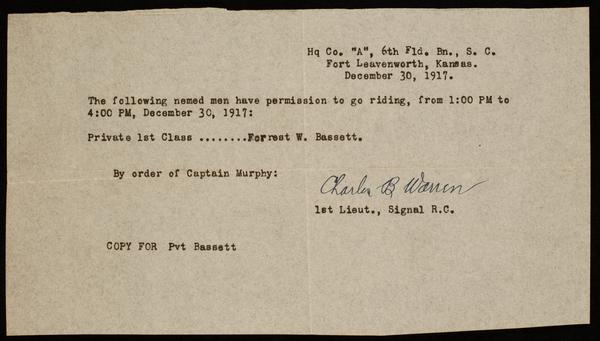 Hq Co. "A", 6th Fld. Bn., S. C.
Fort Leavenworth, Kansas.
December 30, 1917.
The following nemed men have permission to go riding, from 1:00 PM to
4:00 PM, December 30, 1917:
Private 1st Class ........Forrest W. Bassett.
By order of Captain Murphy:
Charles B Warren
1st Lieut., Signal R.C.
COPY FOR Pvt Bassett